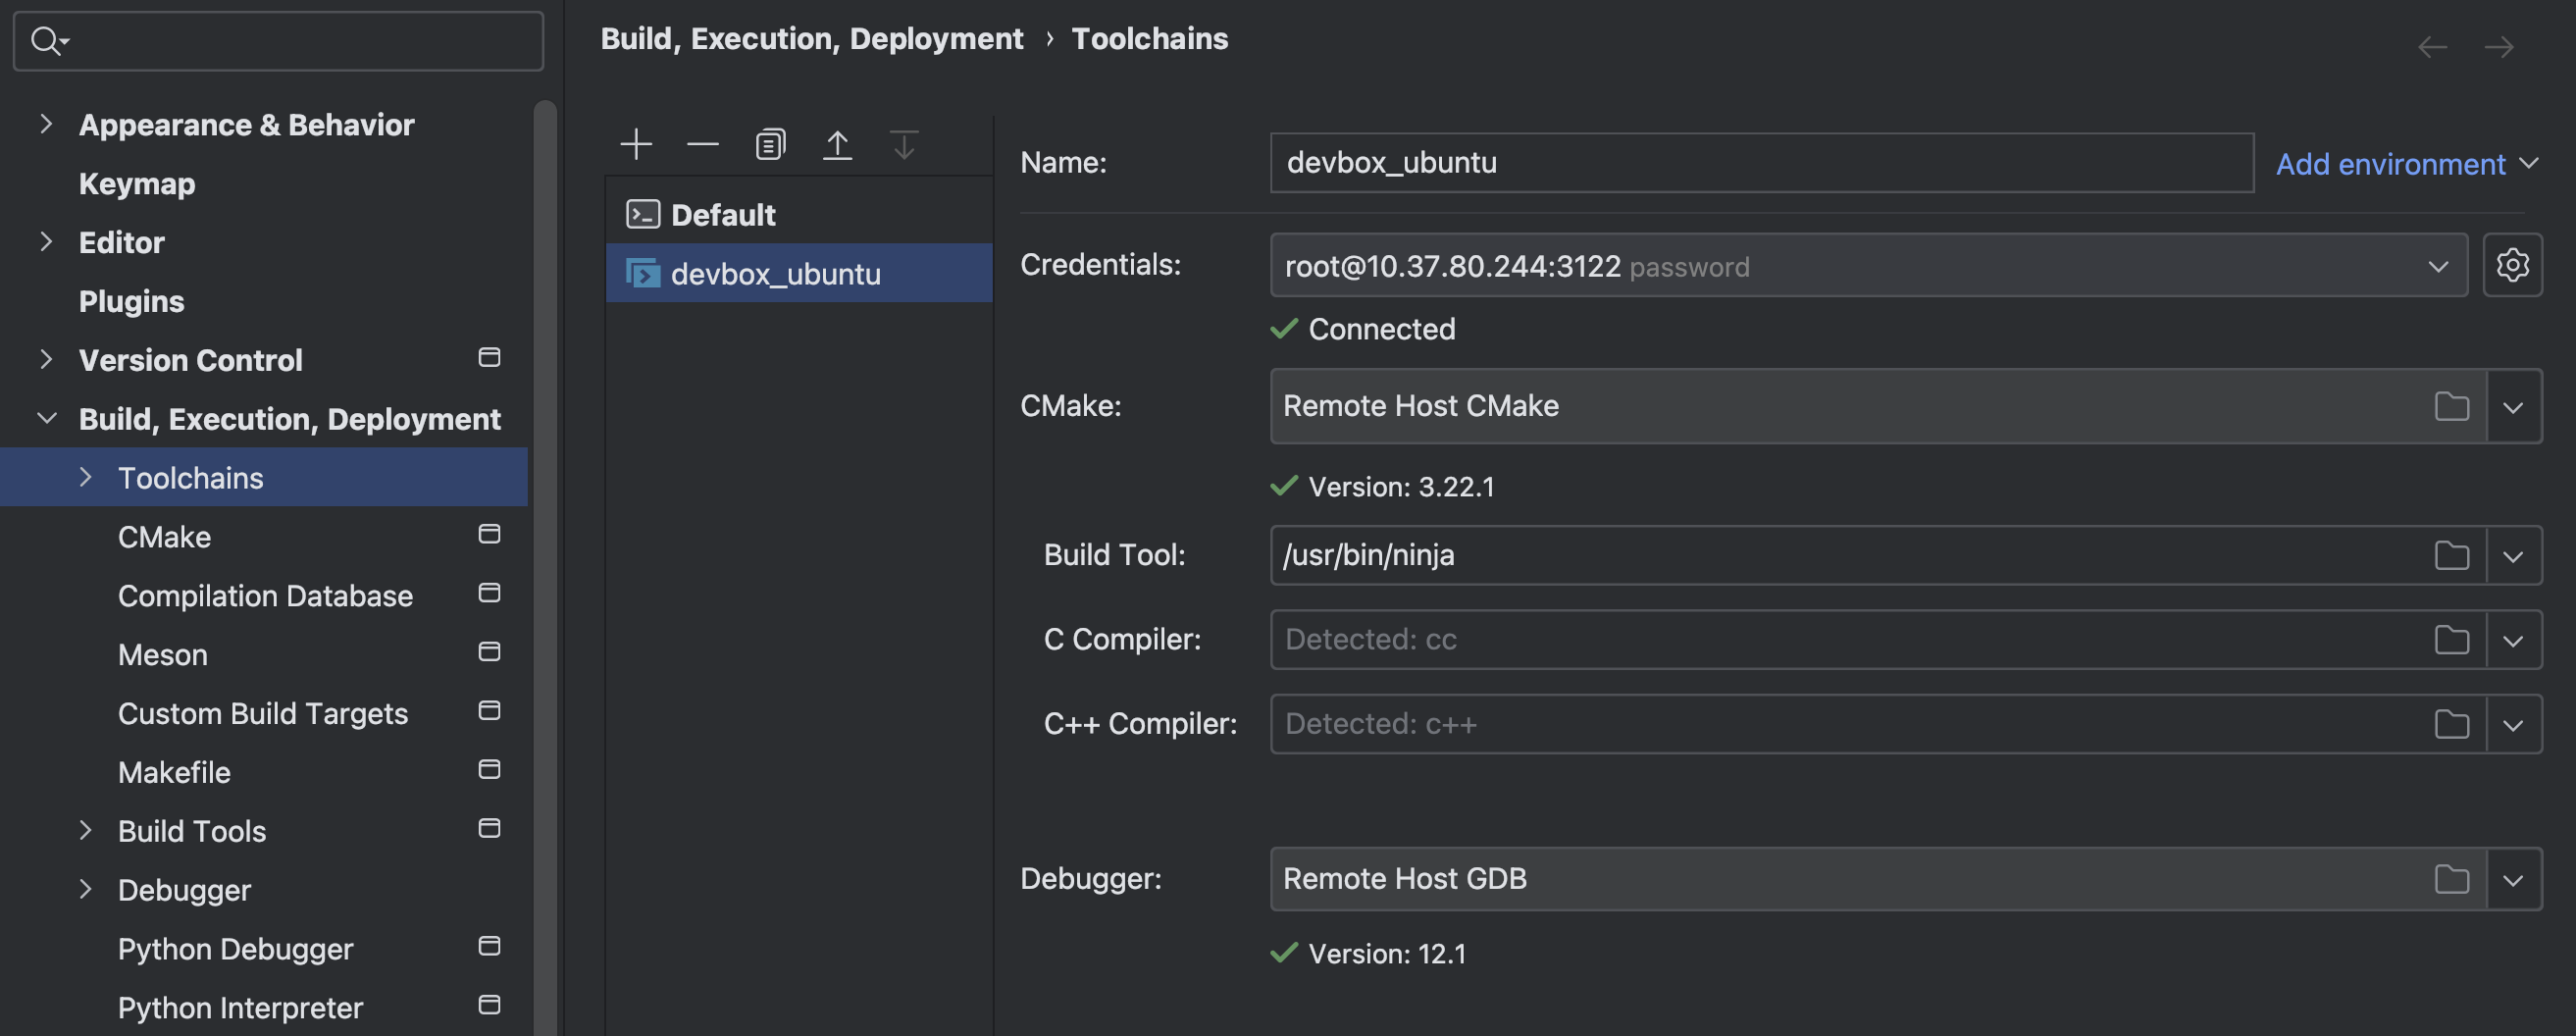 Appearance & Behavior
Keymap
Editor
Plugins
Version Control
Build, Execution, Deployment
Toolchains
CMake
Compilation Database
Meson
Custom Build Targets
Makefile
Build Tools
Debugger
Python Debugger
Python Interpreter
Build, Execution, Deployment › Toolchains
Default
devbox_ubuntu
Name: devbox_ubuntu Add environment
Credentials: root@10.37.80.244:3122 password
Connected
CMake: Remote Host CMake
Version: 3.22.1
Build Tool: /usr/bin/ninja
C Compiler: Detected: cc
C++ Compiler: Detected: c++
Debugger: Remote Host GDB
Version: 12.1